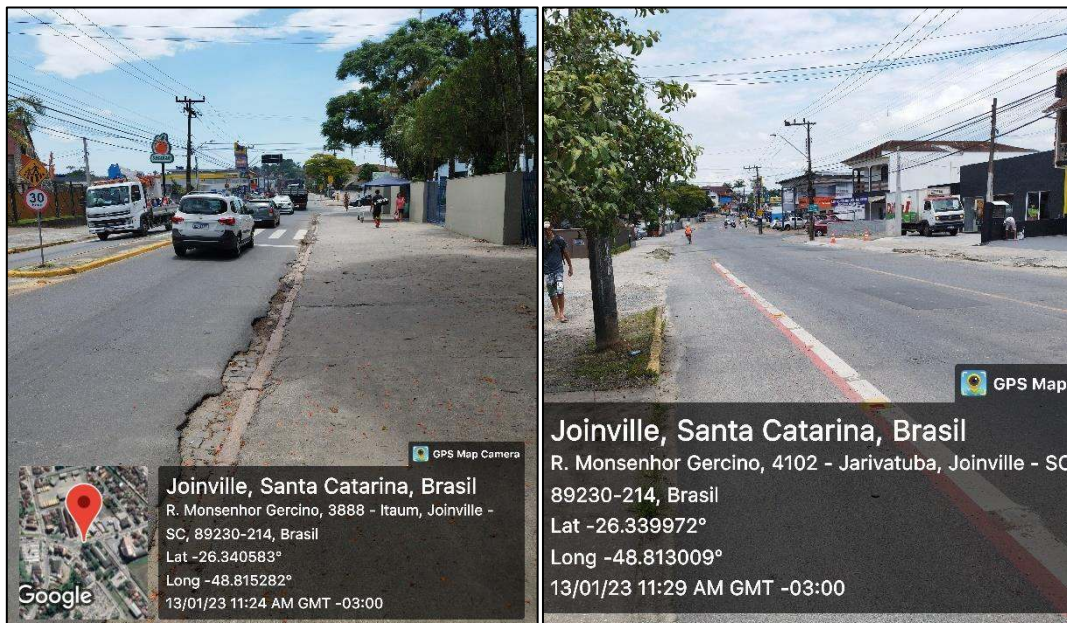 30
GPS Map Camera
Joinville, Santa Catarina, Brasil
R. Monsenhor Gercino, 3888 - Itaum, Joinville -
SC, 89230-214, Brasil
Lat -26.340583°
Long -48.815282°
13/01/23 11:24 AM GMT -03:00
Google
GPS Map
Joinville, Santa Catarina, Brasil
R. Monsenhor Gercino, 4102 - Jarivatuba, Joinville - SC
89230-214, Brasil
Lat -26.339972°
Long -48.813009°
13/01/23 11:29 AM GMT -03:00